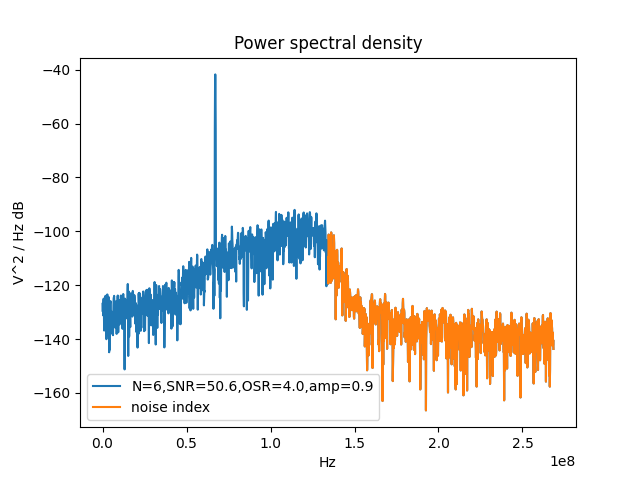 Power spectral density
V^2 / Hz dB
−40
−60
−80
−100
−120
−140
−160
N=6,SNR=50.6,OSR=4.0,amp=0.9
noise index
0.0 0.5 1.0 1.5 2.0 2.5
1e8
Hz